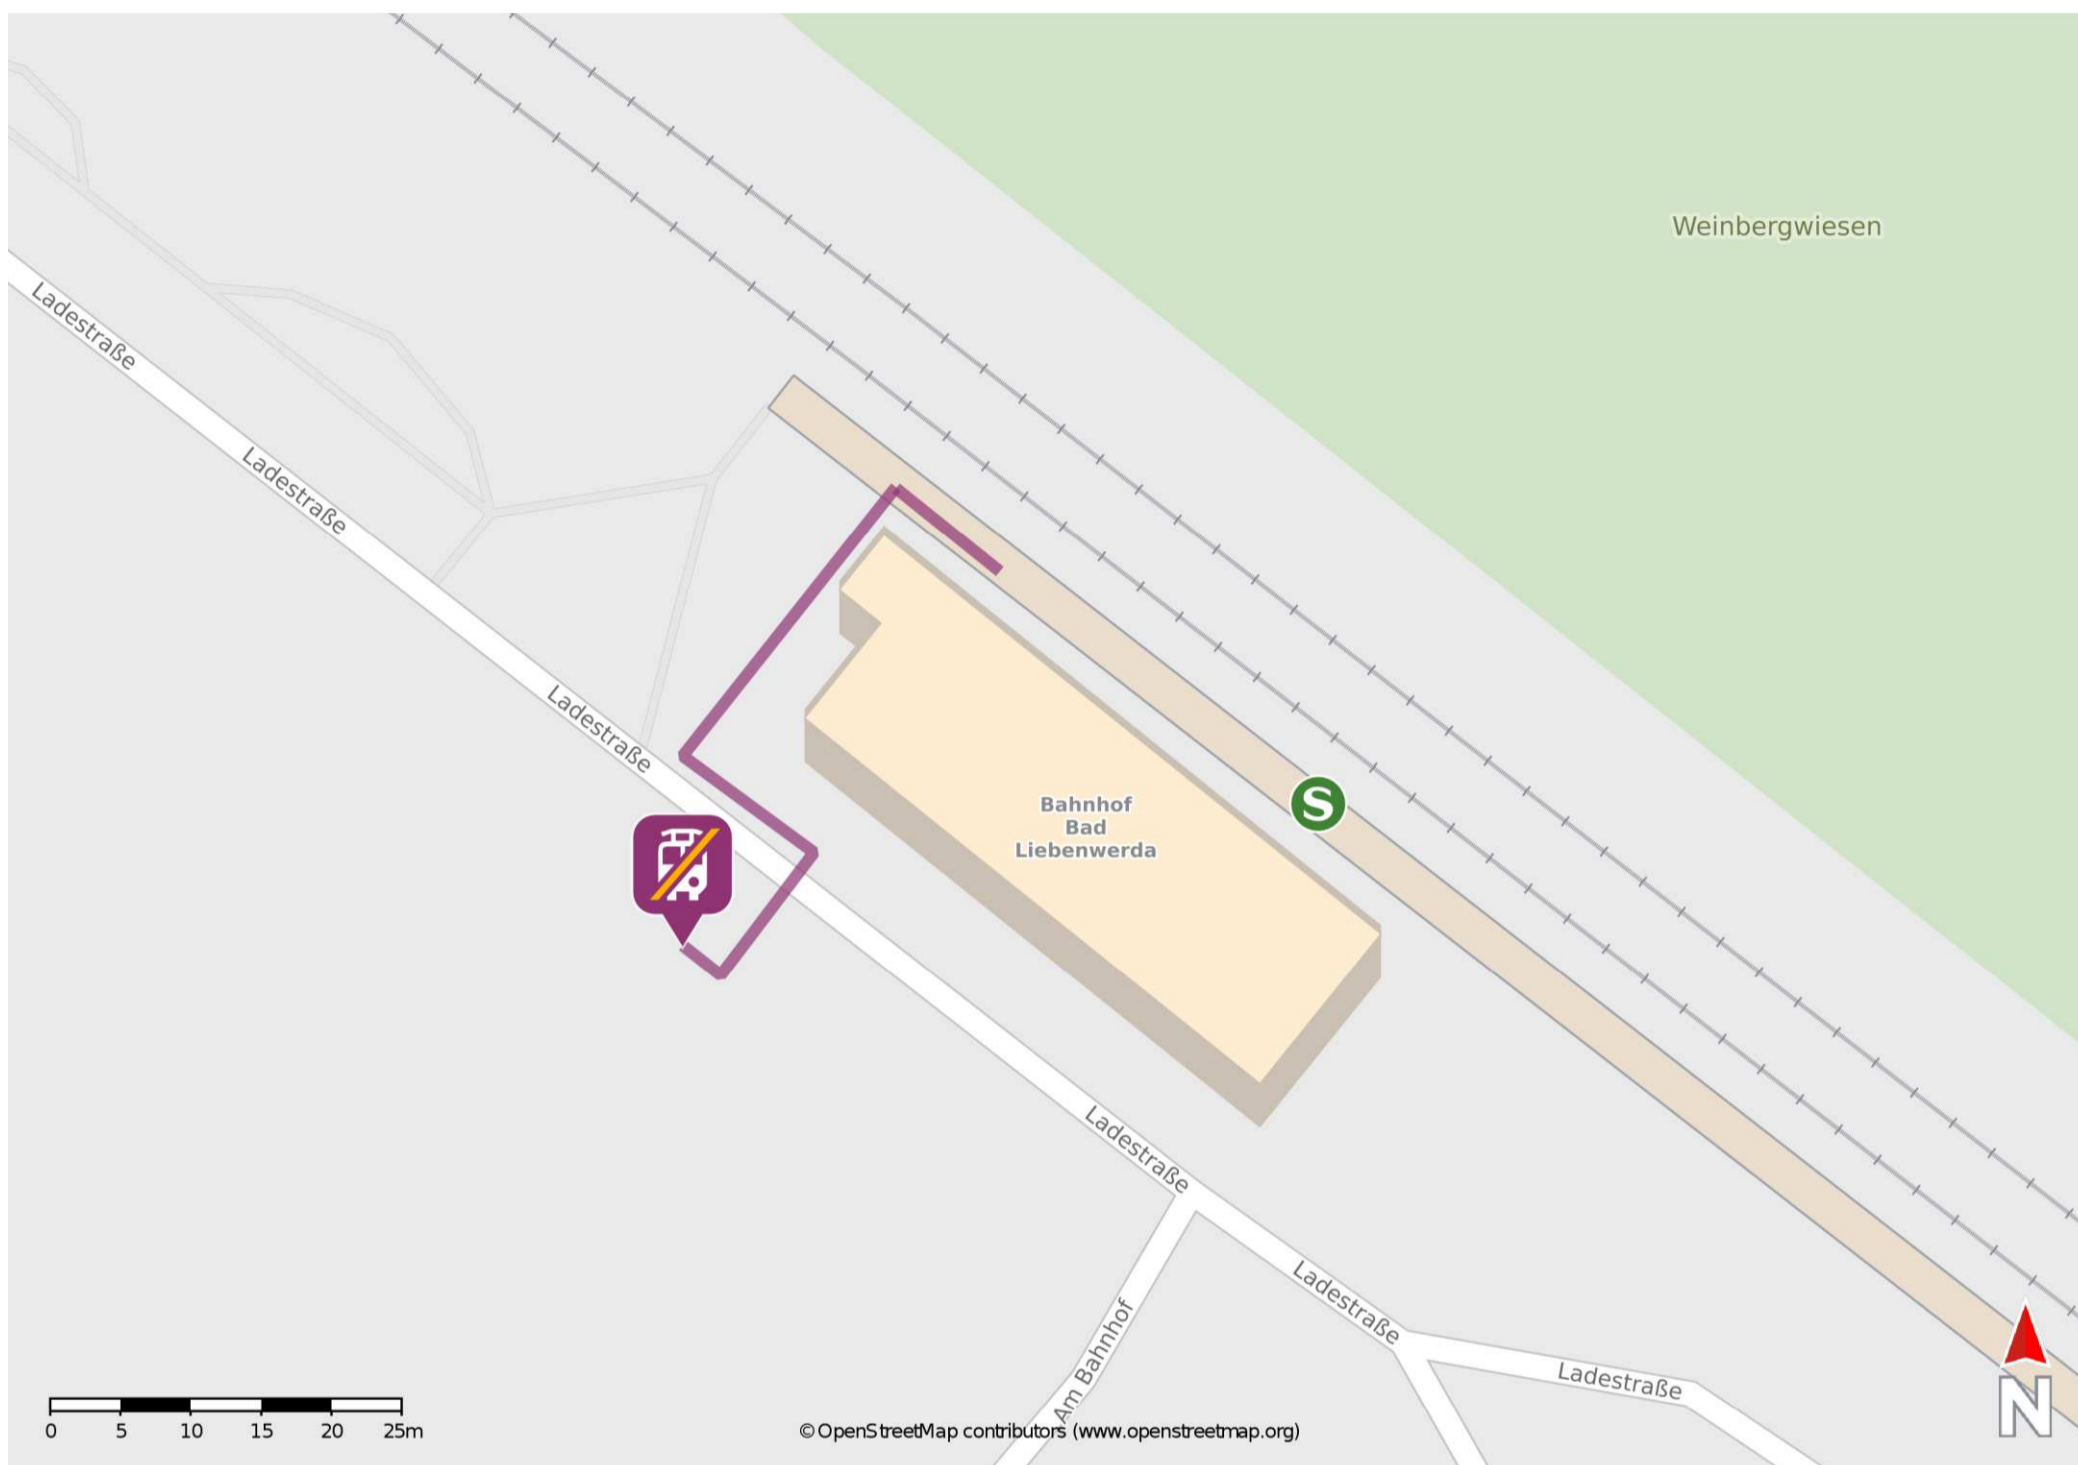 Weinbergwiesen
Ladestraße
Ladestraße
Ladestraße
S
Bahnhof
Bad
Liebenwerda
Ladestraße
Ladestraße
Am Bahnhof
Ladestraße
0 5 10 15 20 25m
© OpenStreetMap contributors (www.openstreetmap.org)
N